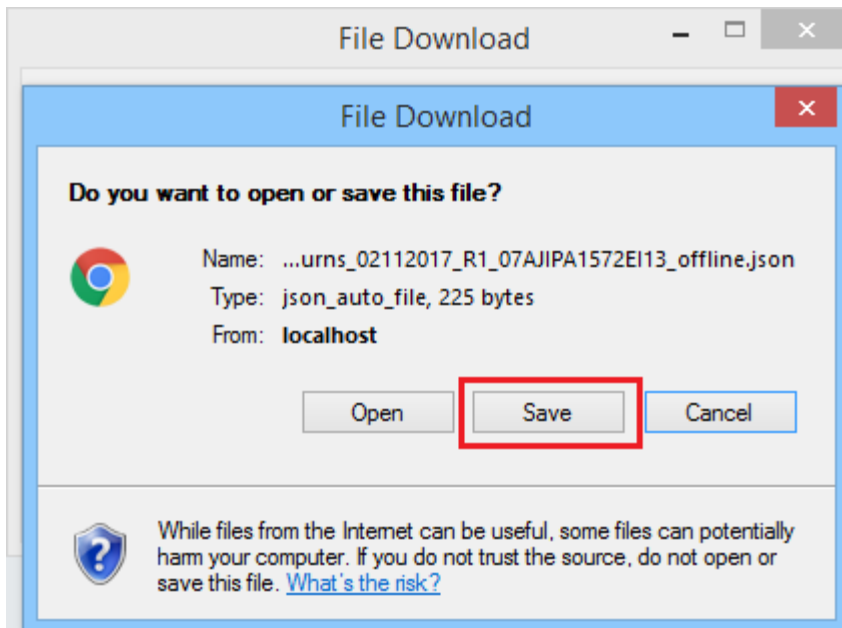 File Download
File Download
Do you want to open or save this file?
Name: ...urns_02112017_R1_07AJIPA1572EI13_offline.json
Type: json_auto_file, 225 bytes
From: localhost
Open Save Cancel
While files from the Internet can be useful, some files can potentially
harm your computer. If you do not trust the source, do not open or
save this file. What's the risk?